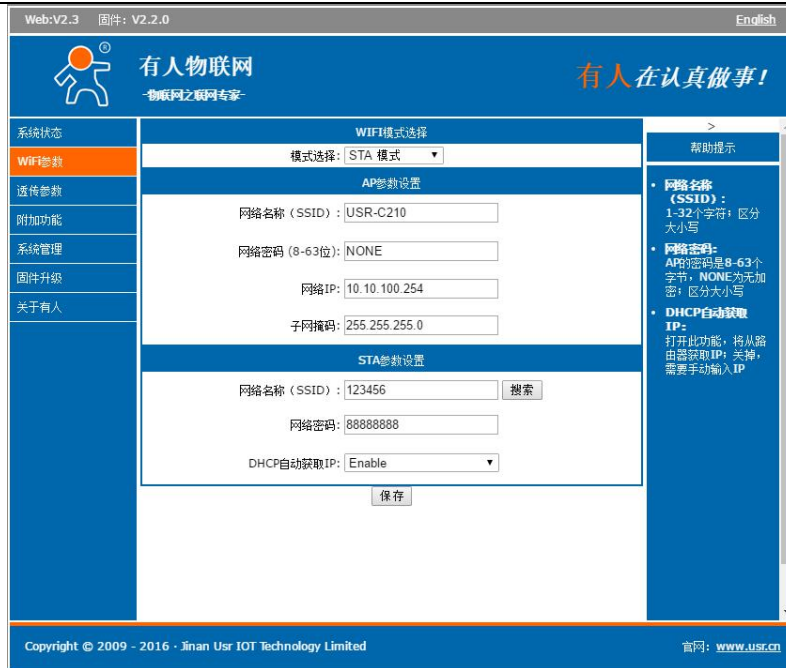 Web:V2.3 固件: V2.2.0 English
®
有人物联网
-物联网之联网专家-
有人在认真做事!
系统状态
WiFi参数
透传参数
附加功能
系统管理
固件升级
关于有人
WIFI模式选择
模式选择: STA 模式
AP参数设置
网络名称（SSID）: USR-C210
网络密码 (8-63位): NONE
网络IP: 10.10.100.254
子网掩码: 255.255.255.0
STA参数设置
网络名称（SSID）: 123456 搜索
网络密码: 88888888
DHCP自动获取IP: Enable
保存
>
帮助提示
• 网络名称
（SSID）:
1-32个字符; 区分
大小写
• 网络密码:
AP的密码是8-63个
字节, NONE为无加
密; 区分大小写
• DHCP自动获取
IP:
打开此功能, 将从路
由器获取IP; 关掉,
需要手动输入IP
Copyright © 2009 - 2016 · Jinan Usr IOT Technology Limited 官网: www.usr.cn